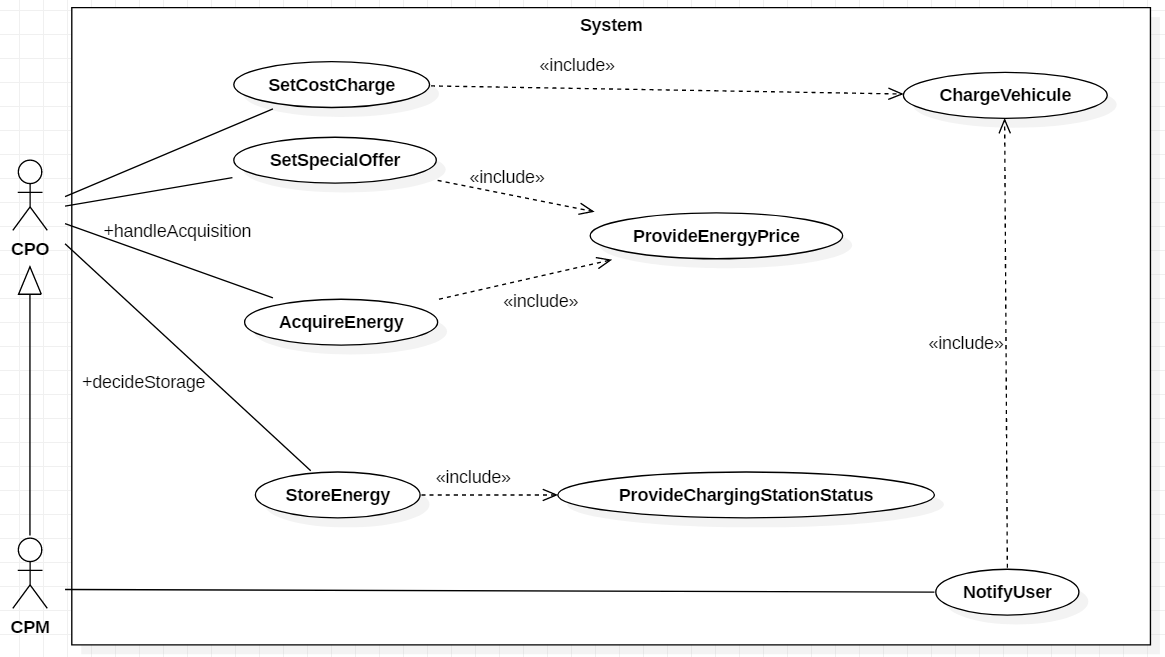 System
«include»
SetCostCharge
ChargeVehicule
SetSpecialOffer
«include»
+handleAcquisition
ProvideEnergyPrice
CPO
«include»
AcquireEnergy
«include»
+decideStorage
«include»
StoreEnergy
ProvideChargingStationStatus
NotifyUser
CPM